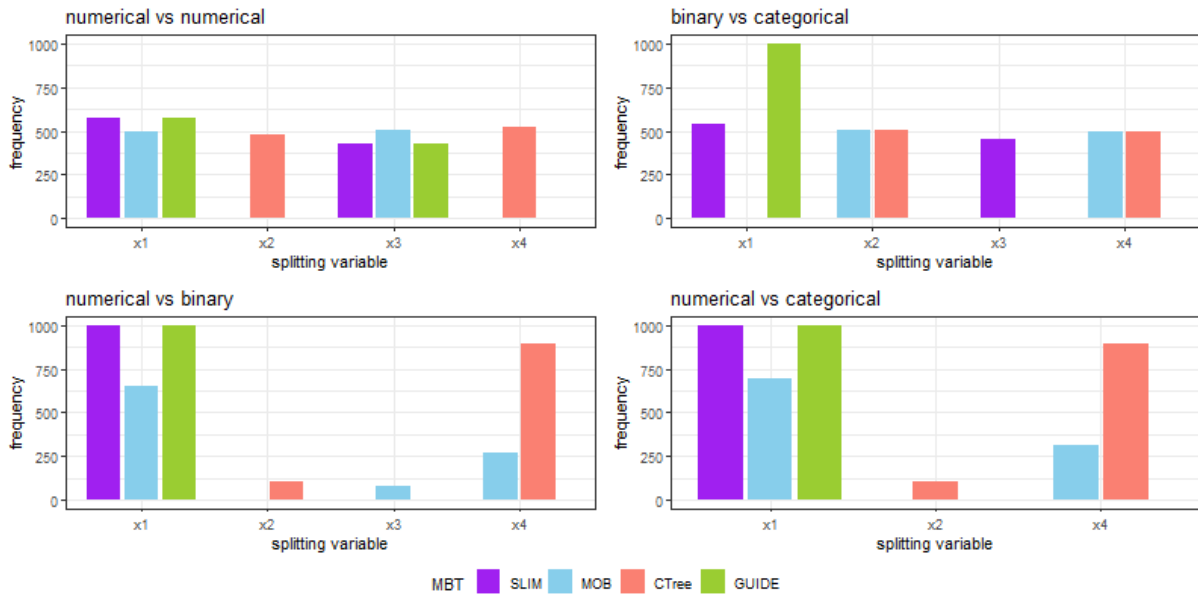 numerical vs numerical
1000
750
500
250
0
frequency
x1 x2 x3 x4
splitting variable
binary vs categorical
1000
750
500
250
0
frequency
x1 x2 x3 x4
splitting variable
numerical vs binary
1000
750
500
250
0
frequency
x1 x2 x3 x4
splitting variable
numerical vs categorical
1000
750
500
250
0
frequency
x1 x2 x4
splitting variable
MBT SLIM MOB CTree GUIDE